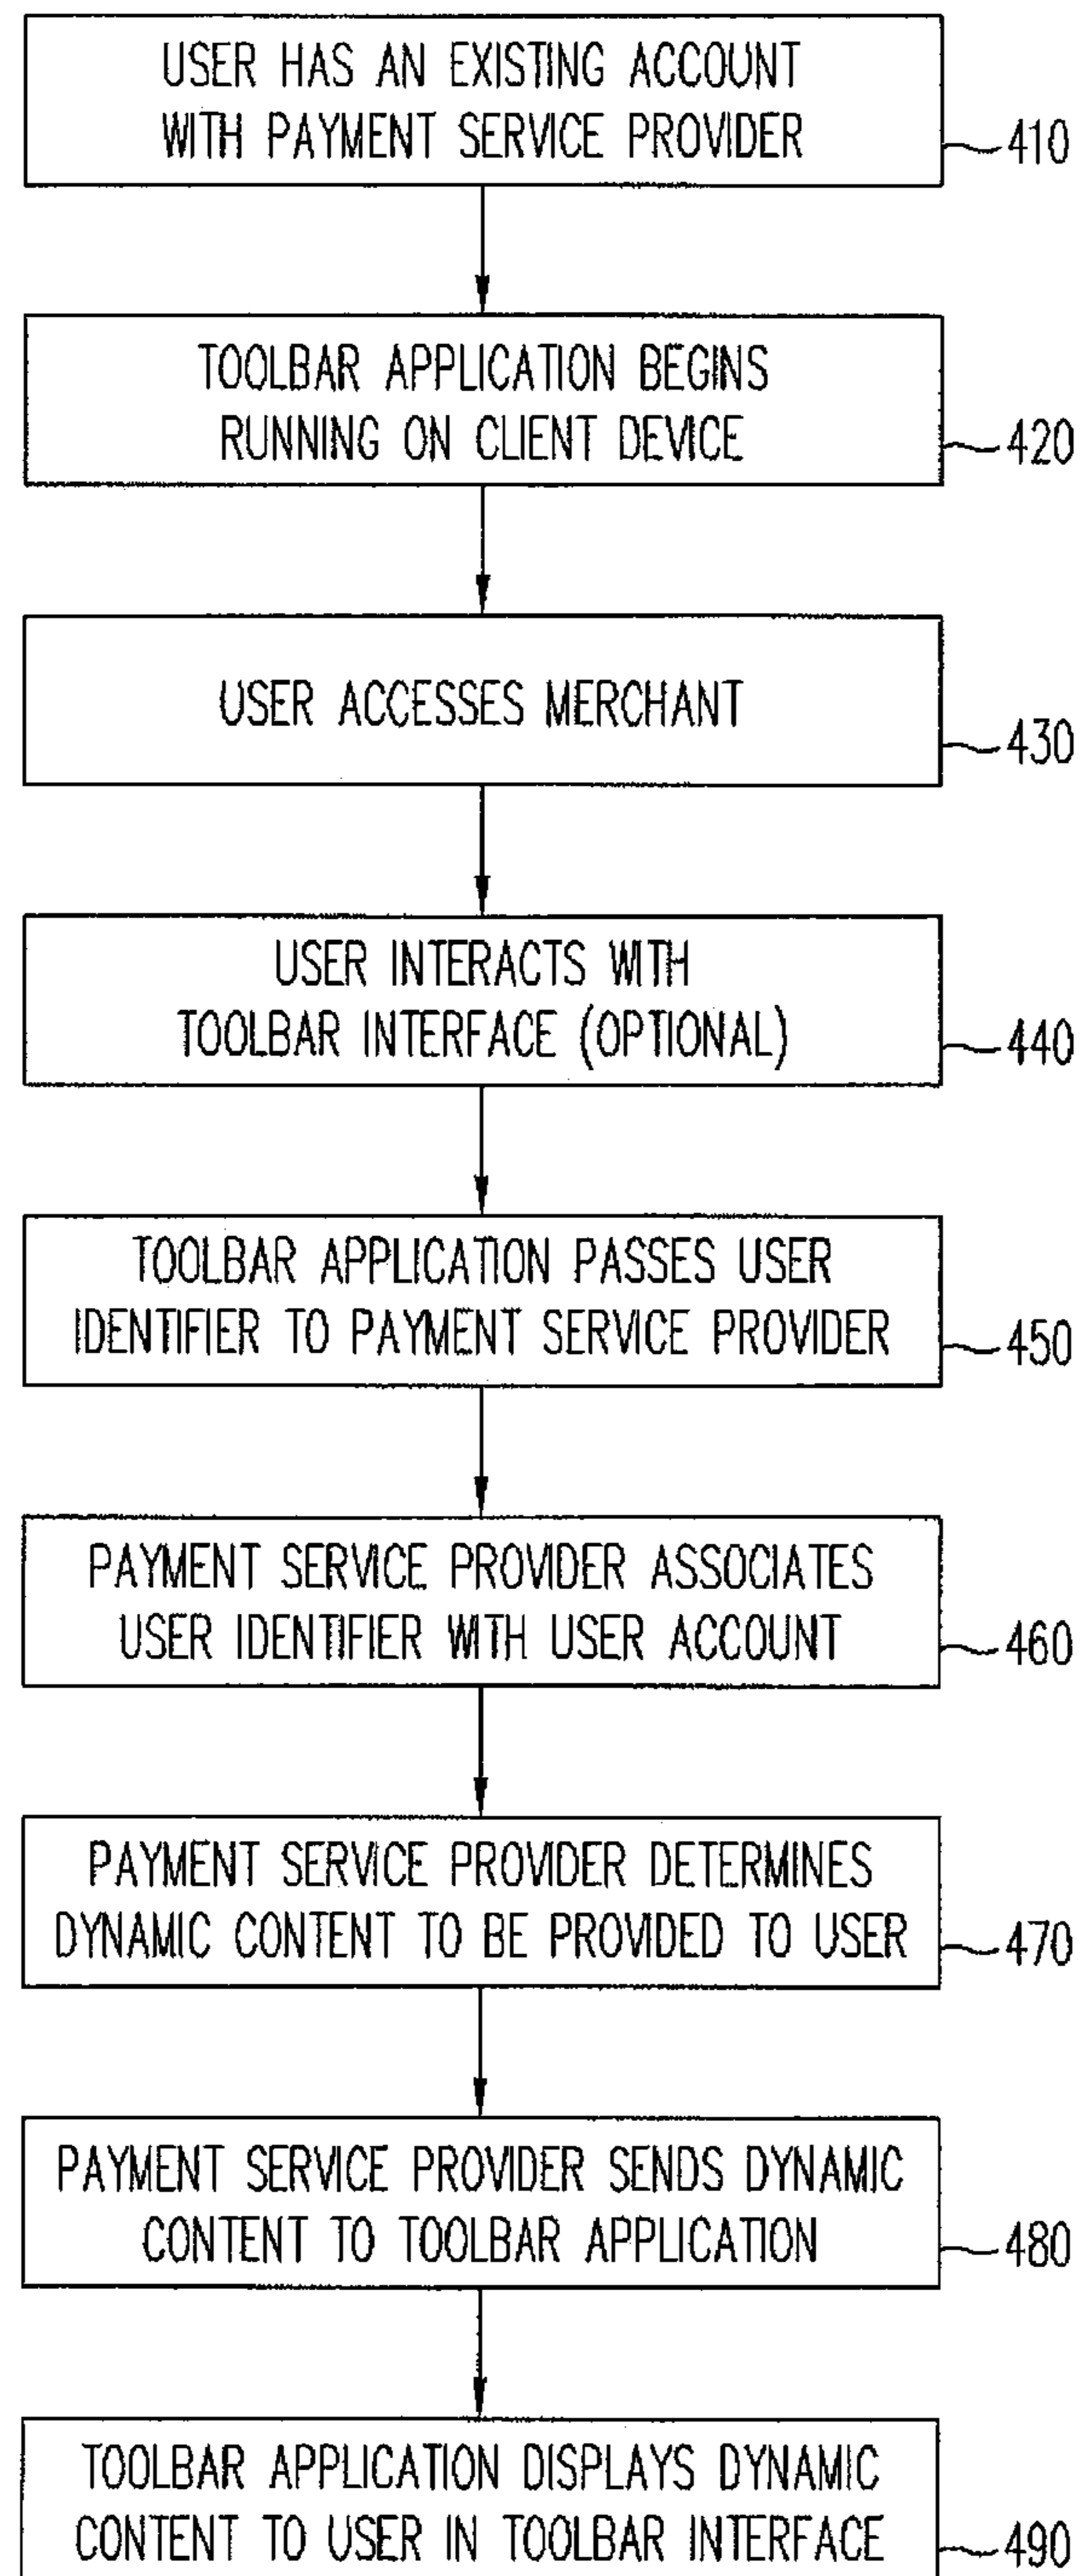 USER HAS AN EXISTING ACCOUNT
WITH PAYMENT SERVICE PROVIDER
410
TOOLBAR APPLICATION BEGINS
RUNNING ON CLIENT DEVICE
420
USER ACCESSES MERCHANT
430
USER INTERACTS WITH
TOOLBAR INTERFACE (OPTIONAL)
440
TOOLBAR APPLICATION PASSES USER
IDENTIFIER TO PAYMENT SERVICE PROVIDER
450
PAYMENT SERVICE PROVIDER ASSOCIATES
USER IDENTIFIER WITH USER ACCOUNT
460
PAYMENT SERVICE PROVIDER DETERMINES
DYNAMIC CONTENT TO BE PROVIDED TO USER
470
PAYMENT SERVICE PROVIDER SENDS DYNAMIC
CONTENT TO TOOLBAR APPLICATION
480
TOOLBAR APPLICATION DISPLAYS DYNAMIC
CONTENT TO USER IN TOOLBAR INTERFACE
490